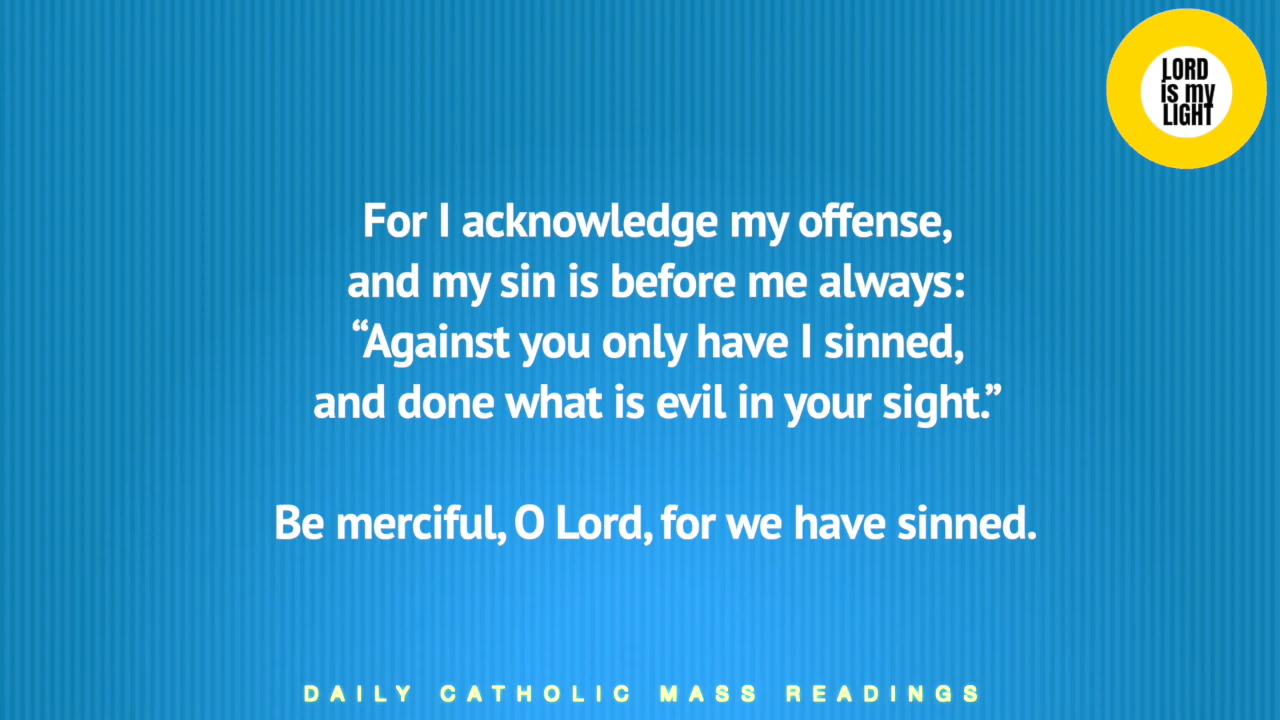 LORD
is my
LIGHT
For I acknowledge my offense,
and my sin is before me always:
“Against you only have I sinned,
and done what is evil in your sight.”
Be merciful, O Lord, for we have sinned.
DAILY CATHOLIC MASS READINGS